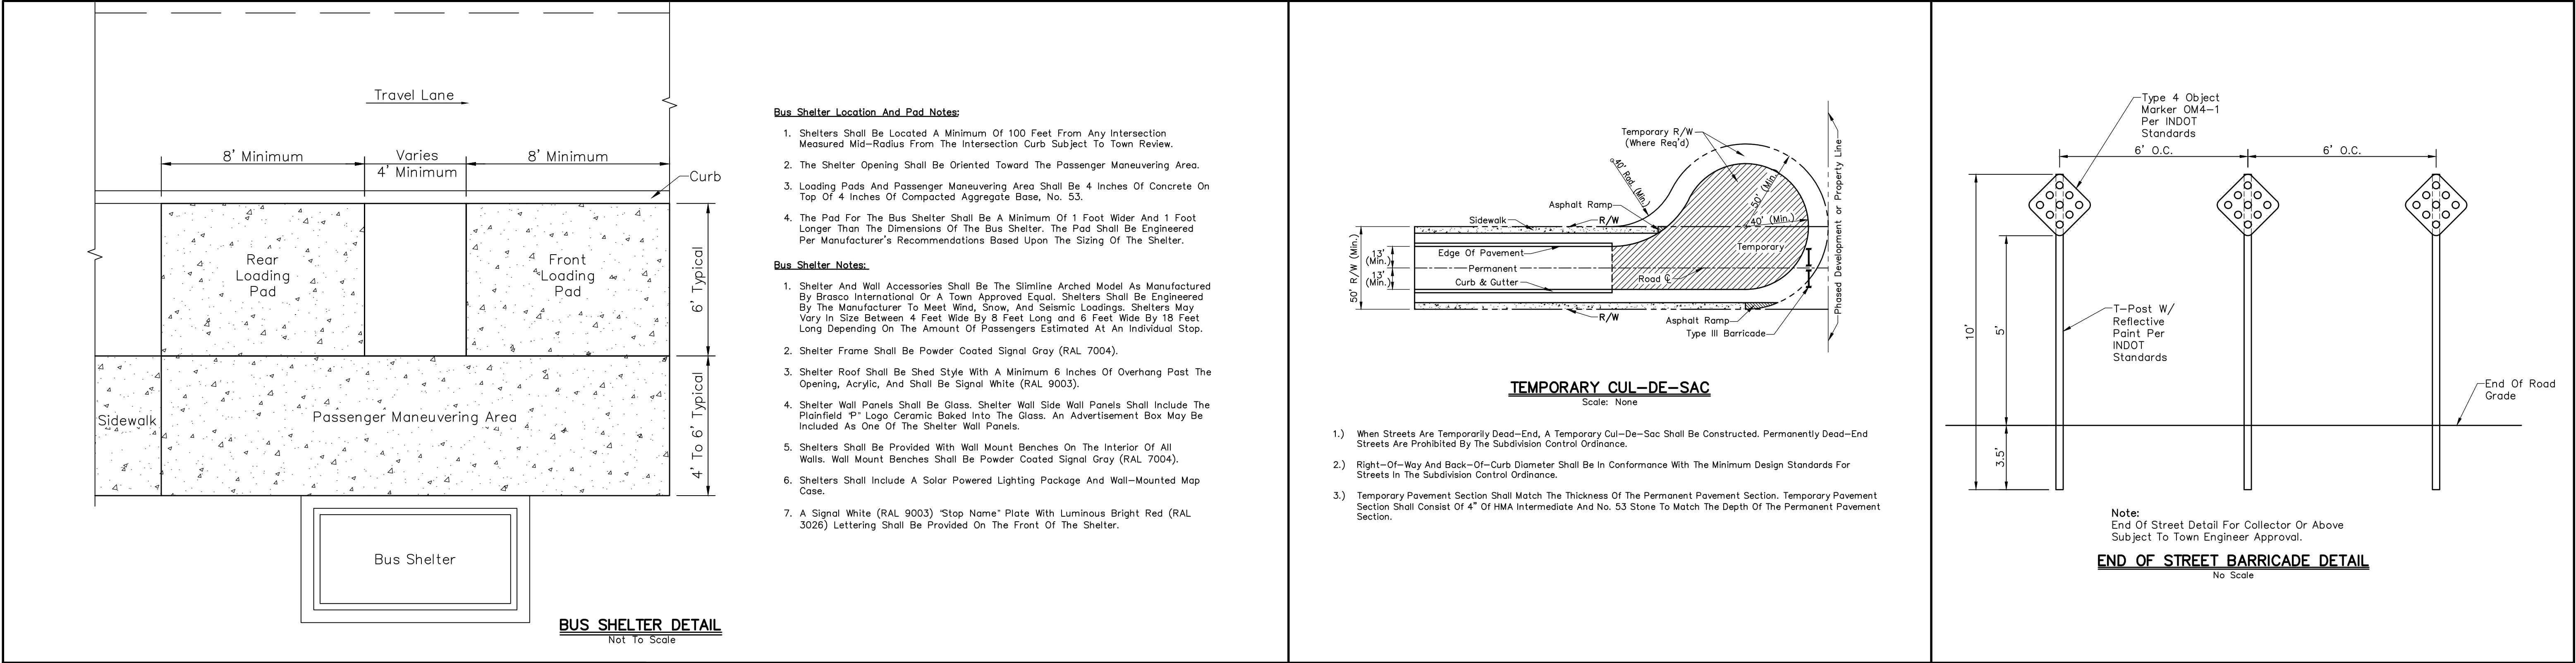 Travel Lane
8' Minimum
Varies
4' Minimum
8' Minimum
Curb
Rear
Loading
Pad
Front
Loading
Pad
6' Typical
Sidewalk
Passenger Maneuvering Area
4' To 6' Typical
Bus Shelter
BUS SHELTER DETAIL
Not To Scale
Bus Shelter Location And Pad Notes:
1. Shelters Shall Be Located A Minimum Of 100 Feet From Any Intersection
Measured Mid-Radius From The Intersection Curb Subject To Town Review.
2. The Shelter Opening Shall Be Oriented Toward The Passenger Maneuvering Area.
3. Loading Pads And Passenger Maneuvering Area Shall Be 4 Inches Of Concrete On
Top Of 4 Inches Of Compacted Aggregate Base, No. 53.
4. The Pad For The Bus Shelter Shall Be A Minimum Of 1 Foot Wider And 1 Foot
Longer Than The Dimensions Of The Bus Shelter. The Pad Shall Be Engineered
Per Manufacturer's Recommendations Based Upon The Sizing Of The Shelter.
Bus Shelter Notes:
1. Shelter And Wall Accessories Shall Be The Slimline Arched Model As Manufactured
By Brasco International Or A Town Approved Equal. Shelters Shall Be Engineered
By The Manufacturer To Meet Wind, Snow, And Seismic Loadings. Shelters May
Vary In Size Between 4 Feet Wide By 8 Feet Long and 6 Feet Wide By 18 Feet
Long Depending On The Amount Of Passengers Estimated At An Individual Stop.
2. Shelter Frame Shall Be Powder Coated Signal Gray (RAL 7004).
3. Shelter Roof Shall Be Shed Style With A Minimum 6 Inches Of Overhang Past The
Opening, Acrylic, And Shall Be Signal White (RAL 9003).
4. Shelter Wall Panels Shall Be Glass. Shelter Wall Side Wall Panels Shall Include The
Plainfield "P" Logo Ceramic Baked Into The Glass. An Advertisement Box May Be
Included As One Of The Shelter Wall Panels.
5. Shelters Shall Be Provided With Wall Mount Benches On The Interior Of All
Walls. Wall Mount Benches Shall Be Powder Coated Signal Gray (RAL 7004).
6. Shelters Shall Include A Solar Powered Lighting Package And Wall-Mounted Map
Case.
7. A Signal White (RAL 9003) "Stop Name" Plate With Luminous Bright Red (RAL
3026) Lettering Shall Be Provided On The Front Of The Shelter.
Temporary R/W
(Where Req'd)
40' Rad. (Min.)
50' (Min.
40' (Min.)
Asphalt Ramp
Sidewalk
R/W
Edge Of Pavement
Temporary
Permanent
Road ℄
Curb & Gutter
13'
(Min.)
13'
(Min.)
50' R/W (Min.)
R/W
Asphalt Ramp
Type III Barricade
Phased Development or Property Line
TEMPORARY CUL-DE-SAC
Scale: None
1.) When Streets Are Temporarily Dead-End, A Temporary Cul-De-Sac Shall Be Constructed. Permanently Dead-End
Streets Are Prohibited By The Subdivision Control Ordinance.
2.) Right-Of-Way And Back-Of-Curb Diameter Shall Be In Conformance With The Minimum Design Standards For
Streets In The Subdivision Control Ordinance.
3.) Temporary Pavement Section Shall Match The Thickness Of The Permanent Pavement Section. Temporary Pavement
Section Shall Consist Of 4" Of HMA Intermediate And No. 53 Stone To Match The Depth Of The Permanent Pavement
Section.
Type 4 Object
Marker OM4-1
Per INDOT
Standards
6' O.C.
6' O.C.
10'
5'
3.5'
T-Post W/
Reflective
Paint Per
INDOT
Standards
End Of Road
Grade
Note:
End Of Street Detail For Collector Or Above
Subject To Town Engineer Approval.
END OF STREET BARRICADE DETAIL
No Scale